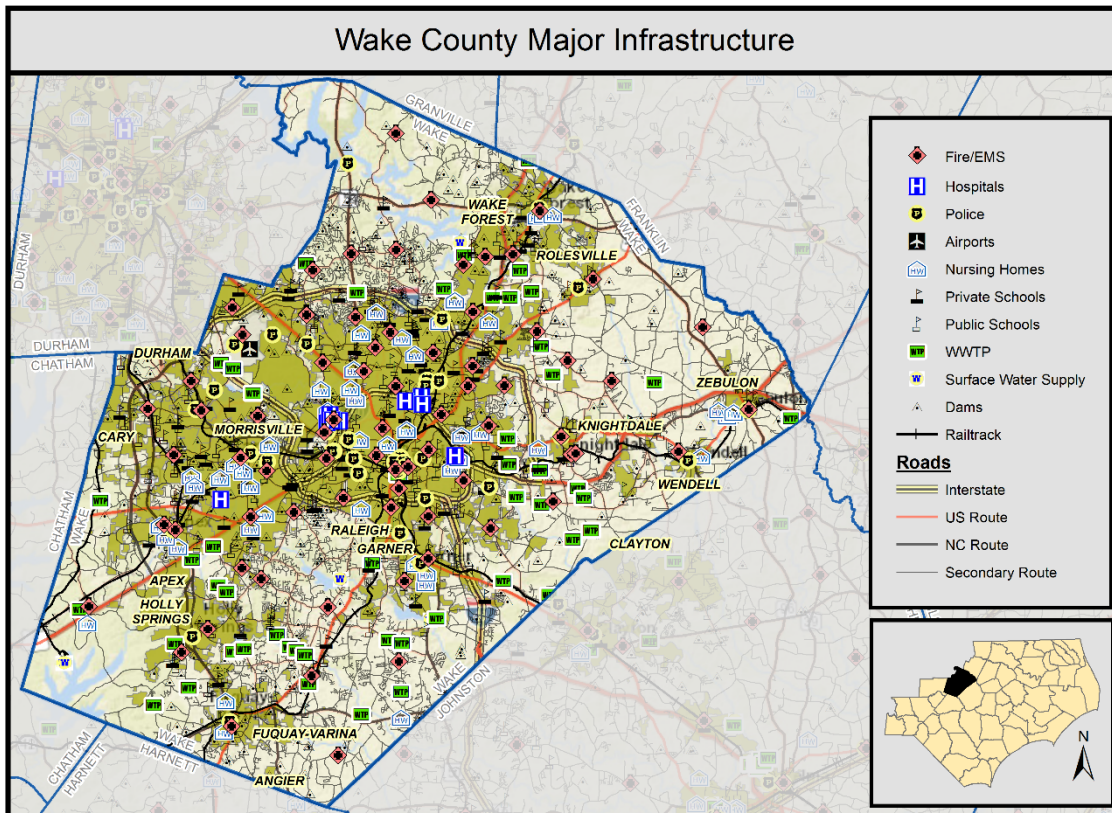 Wake County Major Infrastructure
GRANVILLE
WAKE
FRANKLIN
WAKE
DURHAM
DURHAM
CHATHAM
CHATHAM
WAKE
CHATHAM
HARNETT
WAKE
HARNETT
WAKE
JOHNSTON
WAKE
FOREST
ROLESVILLE
DURHAM
ZEBULON
CARY
MORRISVILLE
KNIGHTDALE
WENDELL
RALEIGH
GARNER
CLAYTON
APEX
HOLLY
SPRINGS
FUQUAY-VARINA
ANGIER
Fire/EMS
H Hospitals
P Police
Airports
HW Nursing Homes
Private Schools
Public Schools
WTP WWTP
W Surface Water Supply
Dams
Railtrack
Roads
Interstate
US Route
NC Route
Secondary Route
N